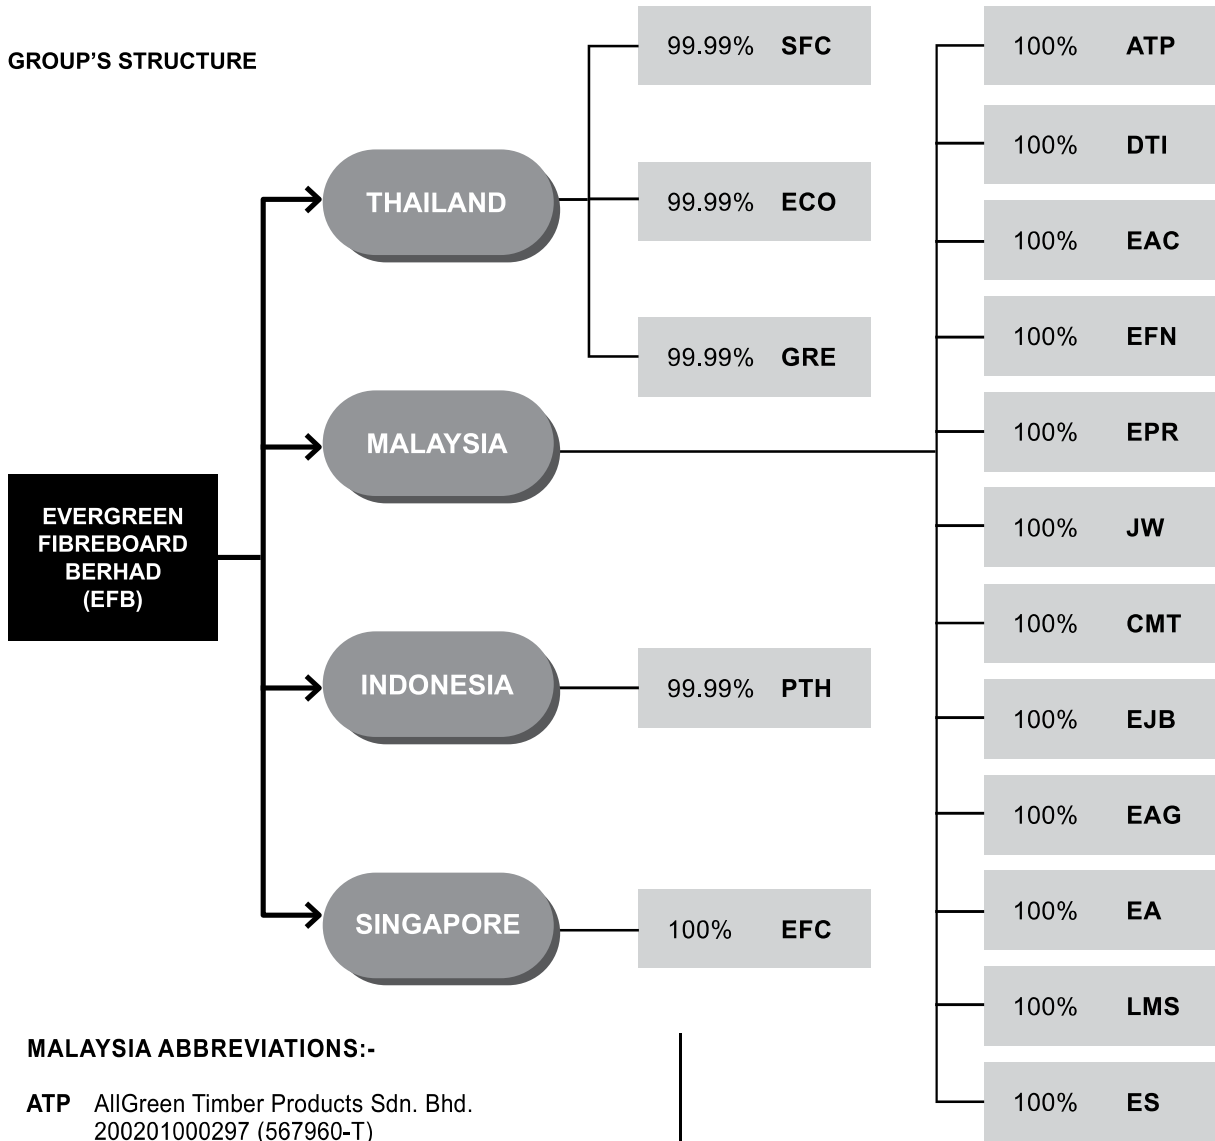 GROUP'S STRUCTURE
EVERGREEN
FIBREBOARD
BERHAD
(EFB)
THAILAND
99.99% SFC
99.99% ECO
99.99% GRE
MALAYSIA
100% ATP
100% DTI
100% EAC
100% EFN
100% EPR
100% JW
100% CMT
100% EJB
100% EAG
100% EA
100% LMS
100% ES
INDONESIA
99.99% PTH
SINGAPORE
100% EFC
MALAYSIA ABBREVIATIONS:-
ATP AllGreen Timber Products Sdn. Bhd.
200201000297 (567960-T)